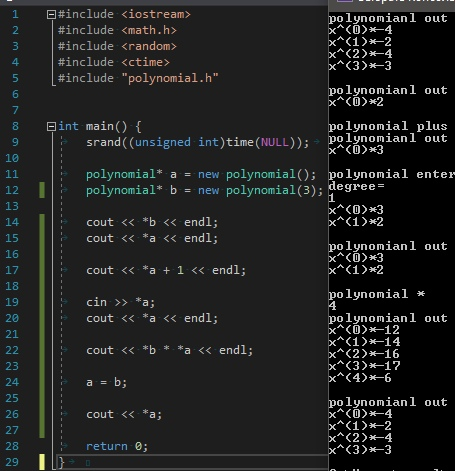 1 #include <iostream>
2 #include <math.h>
3 #include <random>
4 #include <ctime>
5 #include "polynomial.h"
6
7
8 int main() {
9 srand((unsigned int)time(NULL));
10
11 polynomial* a = new polynomial();
12 polynomial* b = new polynomial(3);
13
14 cout << *b << endl;
15 cout << *a << endl;
16
17 cout << *a + 1 << endl;
18
19 cin >> *a;
20 cout << *a << endl;
21
22 cout << *b * *a << endl;
23
24 a = b;
25
26 cout << *a;
27
28 return 0;
29 }
polynomianl out
x^(0)*-4
x^(1)*-2
x^(2)*-4
x^(3)*-3
polynomianl out
x^(0)*2
polynomial plus
polynomianl out
x^(0)*3
polynomial enter
degree=
1
x^(0)*3
x^(1)*2
polynomianl out
x^(0)*3
x^(1)*2
polynomial *
4
polynomianl out
x^(0)*-12
x^(1)*-14
x^(2)*-16
x^(3)*-17
x^(4)*-6
polynomianl out
x^(0)*-4
x^(1)*-2
x^(2)*-4
x^(3)*-3